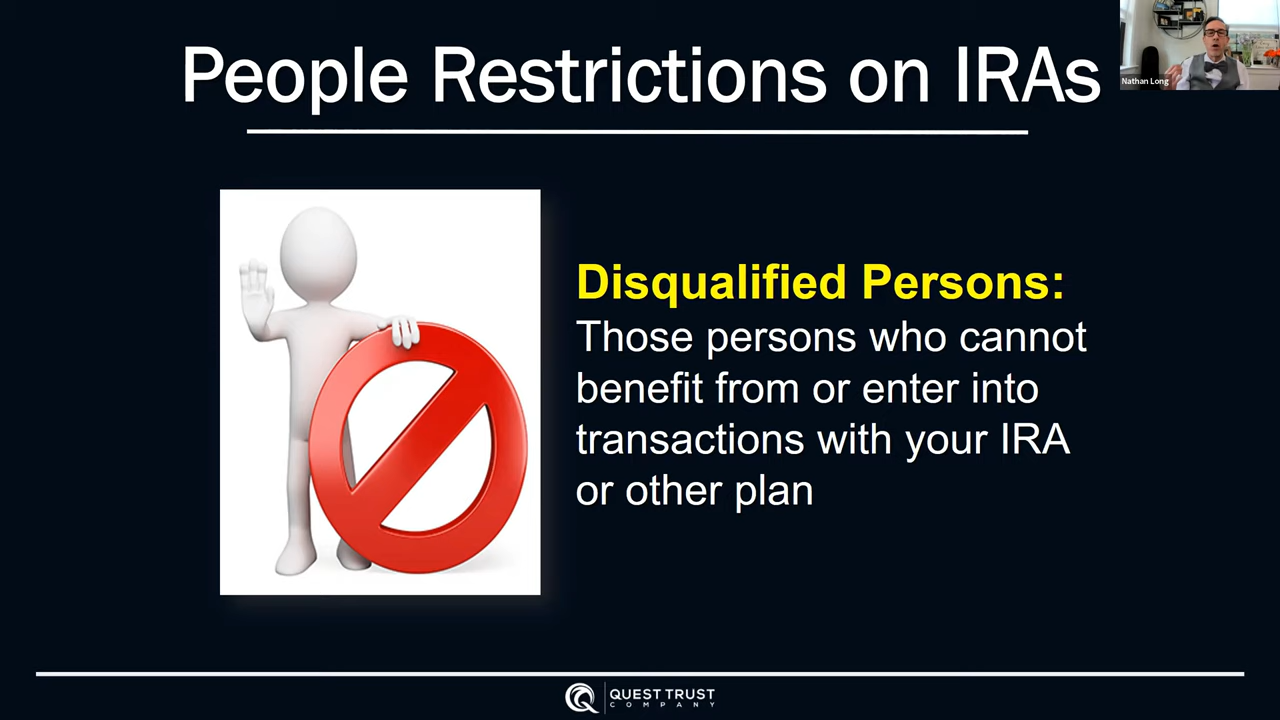 People Restrictions on IRAs
Nathan Long
Disqualified Persons:
Those persons who cannot
benefit from or enter into
transactions with your IRA
or other plan
QUEST TRUST
COMPANY